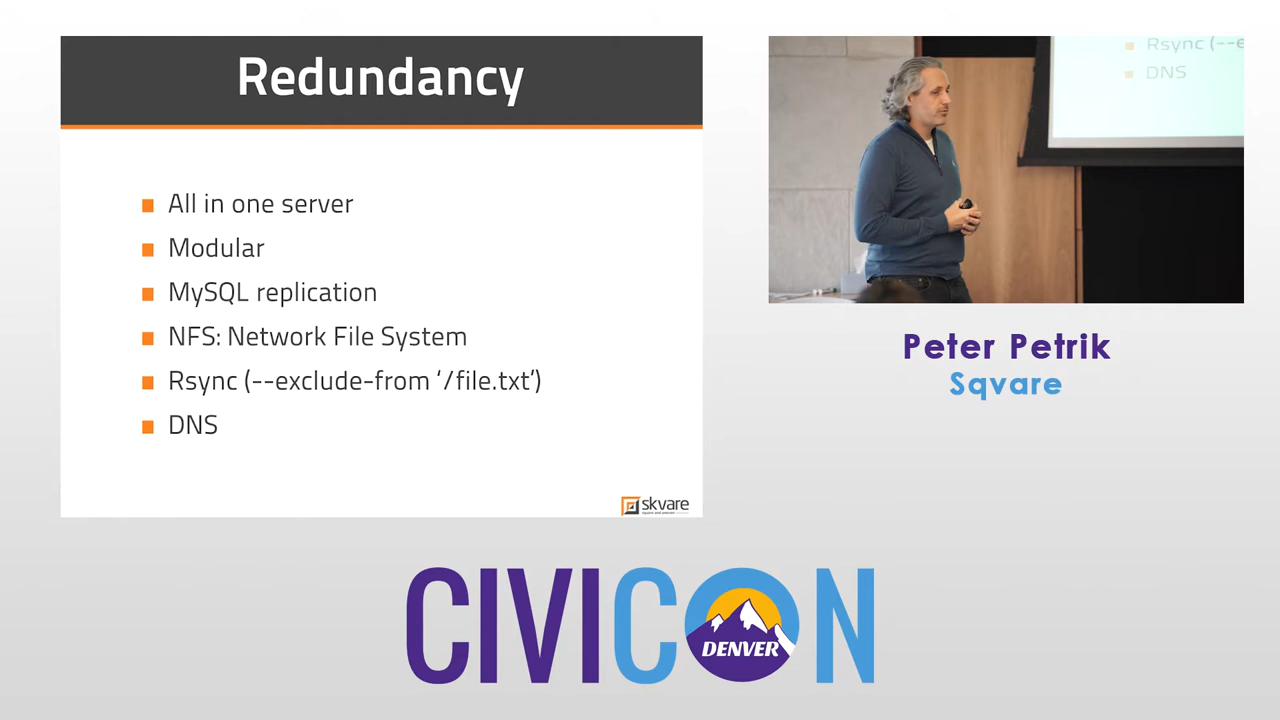 Redundancy
All in one server
Modular
MySQL replication
NFS: Network File System
Rsync (--exclude-from ‘/file.txt’)
DNS
skvare
Rsync (--e
DNS
Peter Petrik
Sqvare
CIVICON
DENVER